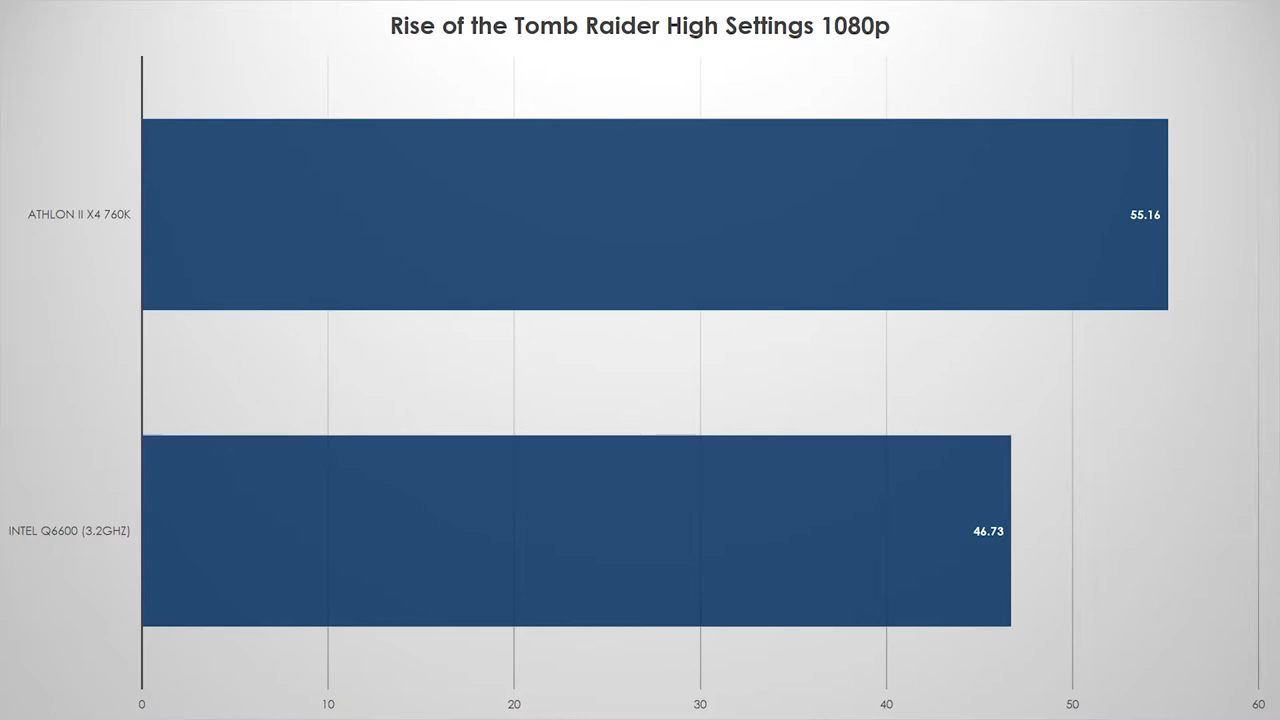 Rise of the Tomb Raider High Settings 1080p
ATHLON II X4 760K
55.16
INTEL Q6600 (3.2GHZ)
46.73
0 10 20 30 40 50 60